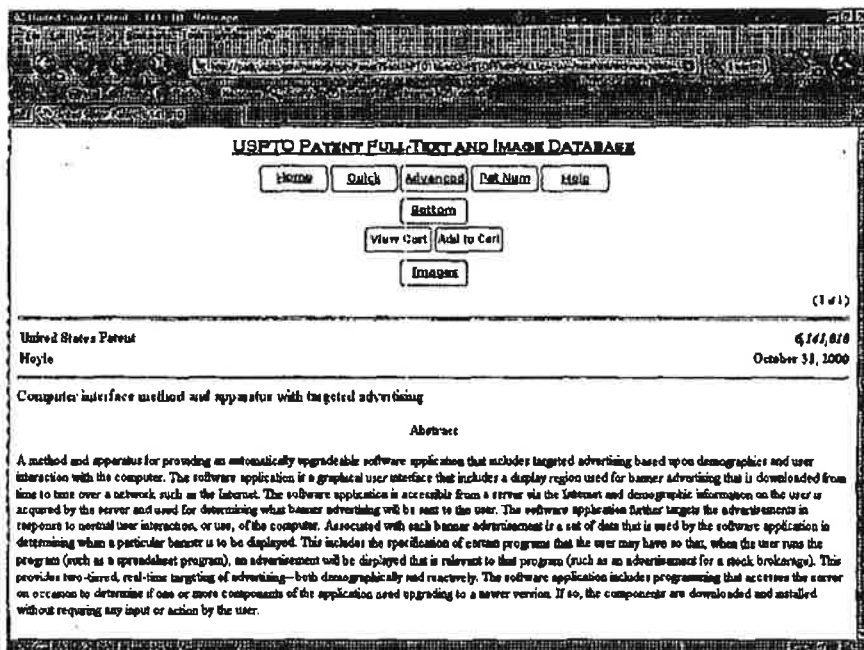 USPTO PATENT FULL-TEXT AND IMAGE DATABASE
Home Quick Advanced Pat Num Help
Bottom
View Cart Add to Cart
Images
(1 of 1)
United States Patent 6,141,010
Hoyle October 31, 2000
Computer interface method and apparatus with targeted advertising
Abstract
A method and apparatus for providing an automatically upgradeable software application that includes targeted advertising based upon demographics and user
interaction with the computer. The software application is a graphical user interface that includes a display region used for banner advertising that is downloaded from
time to time over a network such as the Internet. The software application is accessible from a server via the Internet and demographic information on the user is
acquired by the server and used for determining what banner advertising will be sent to the user. The software application further targets the advertisements in
response to normal user interaction, or use, of the computer. Associated with each banner advertisement is a set of data that is used by the software application in
determining when a particular banner is to be displayed. This includes the specification of certain programs that the user may have so that, when the user runs the
program (such as a spreadsheet program), an advertisement will be displayed that is relevant to that program (such as an advertisement for a stock brokerage). This
provides two-tiered, real-time targeting of advertising—both demographically and reactively. The software application includes programming that accesses the server
on occasion to determine if one or more components of the application need upgrading to a newer version. If so, the components are downloaded and installed
without requiring any input or action by the user.